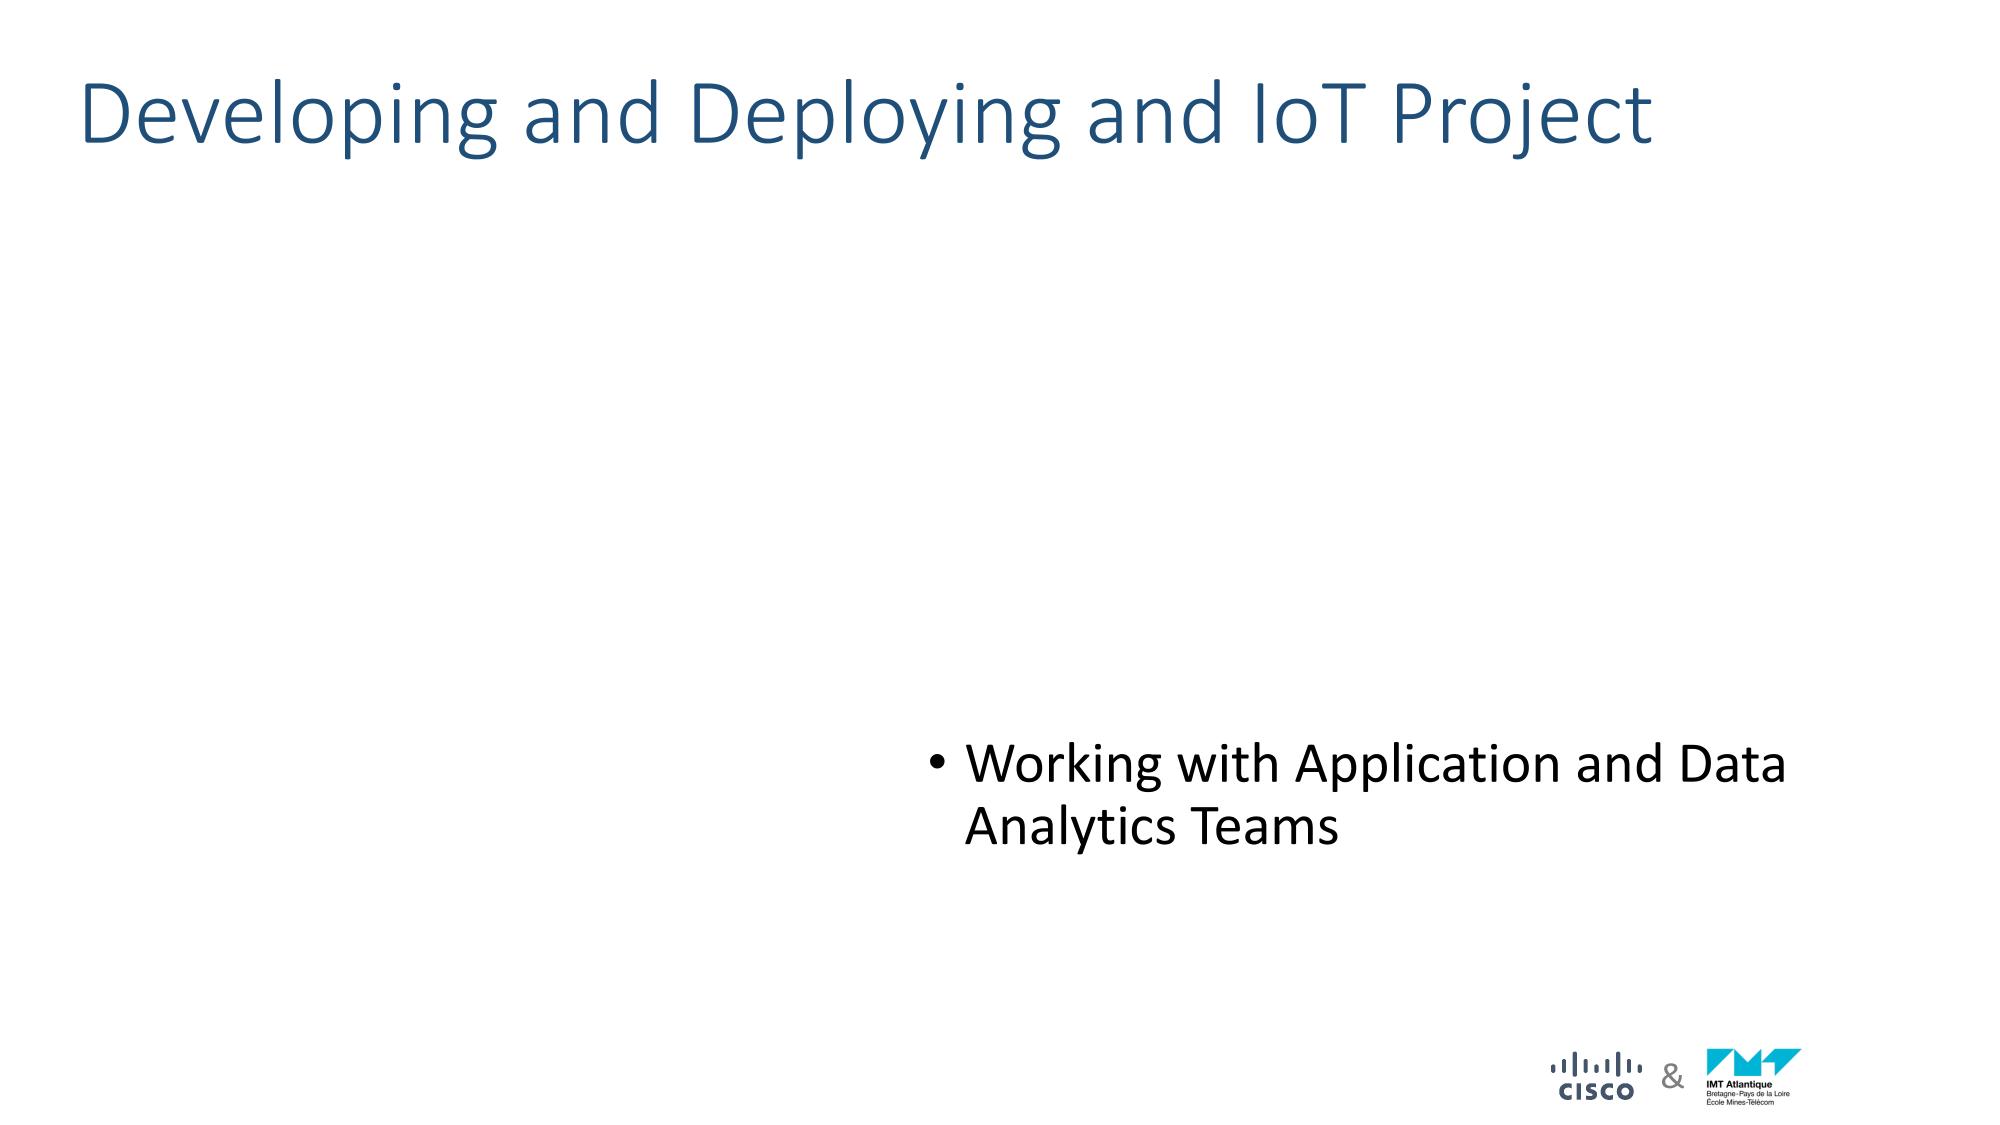 Developing and Deploying and IoT Project
• Working with Application and Data
Analytics Teams
CISCO
&
IMT Atlantique
Bretagne-Pays de la Loire
École Mines-Télécom